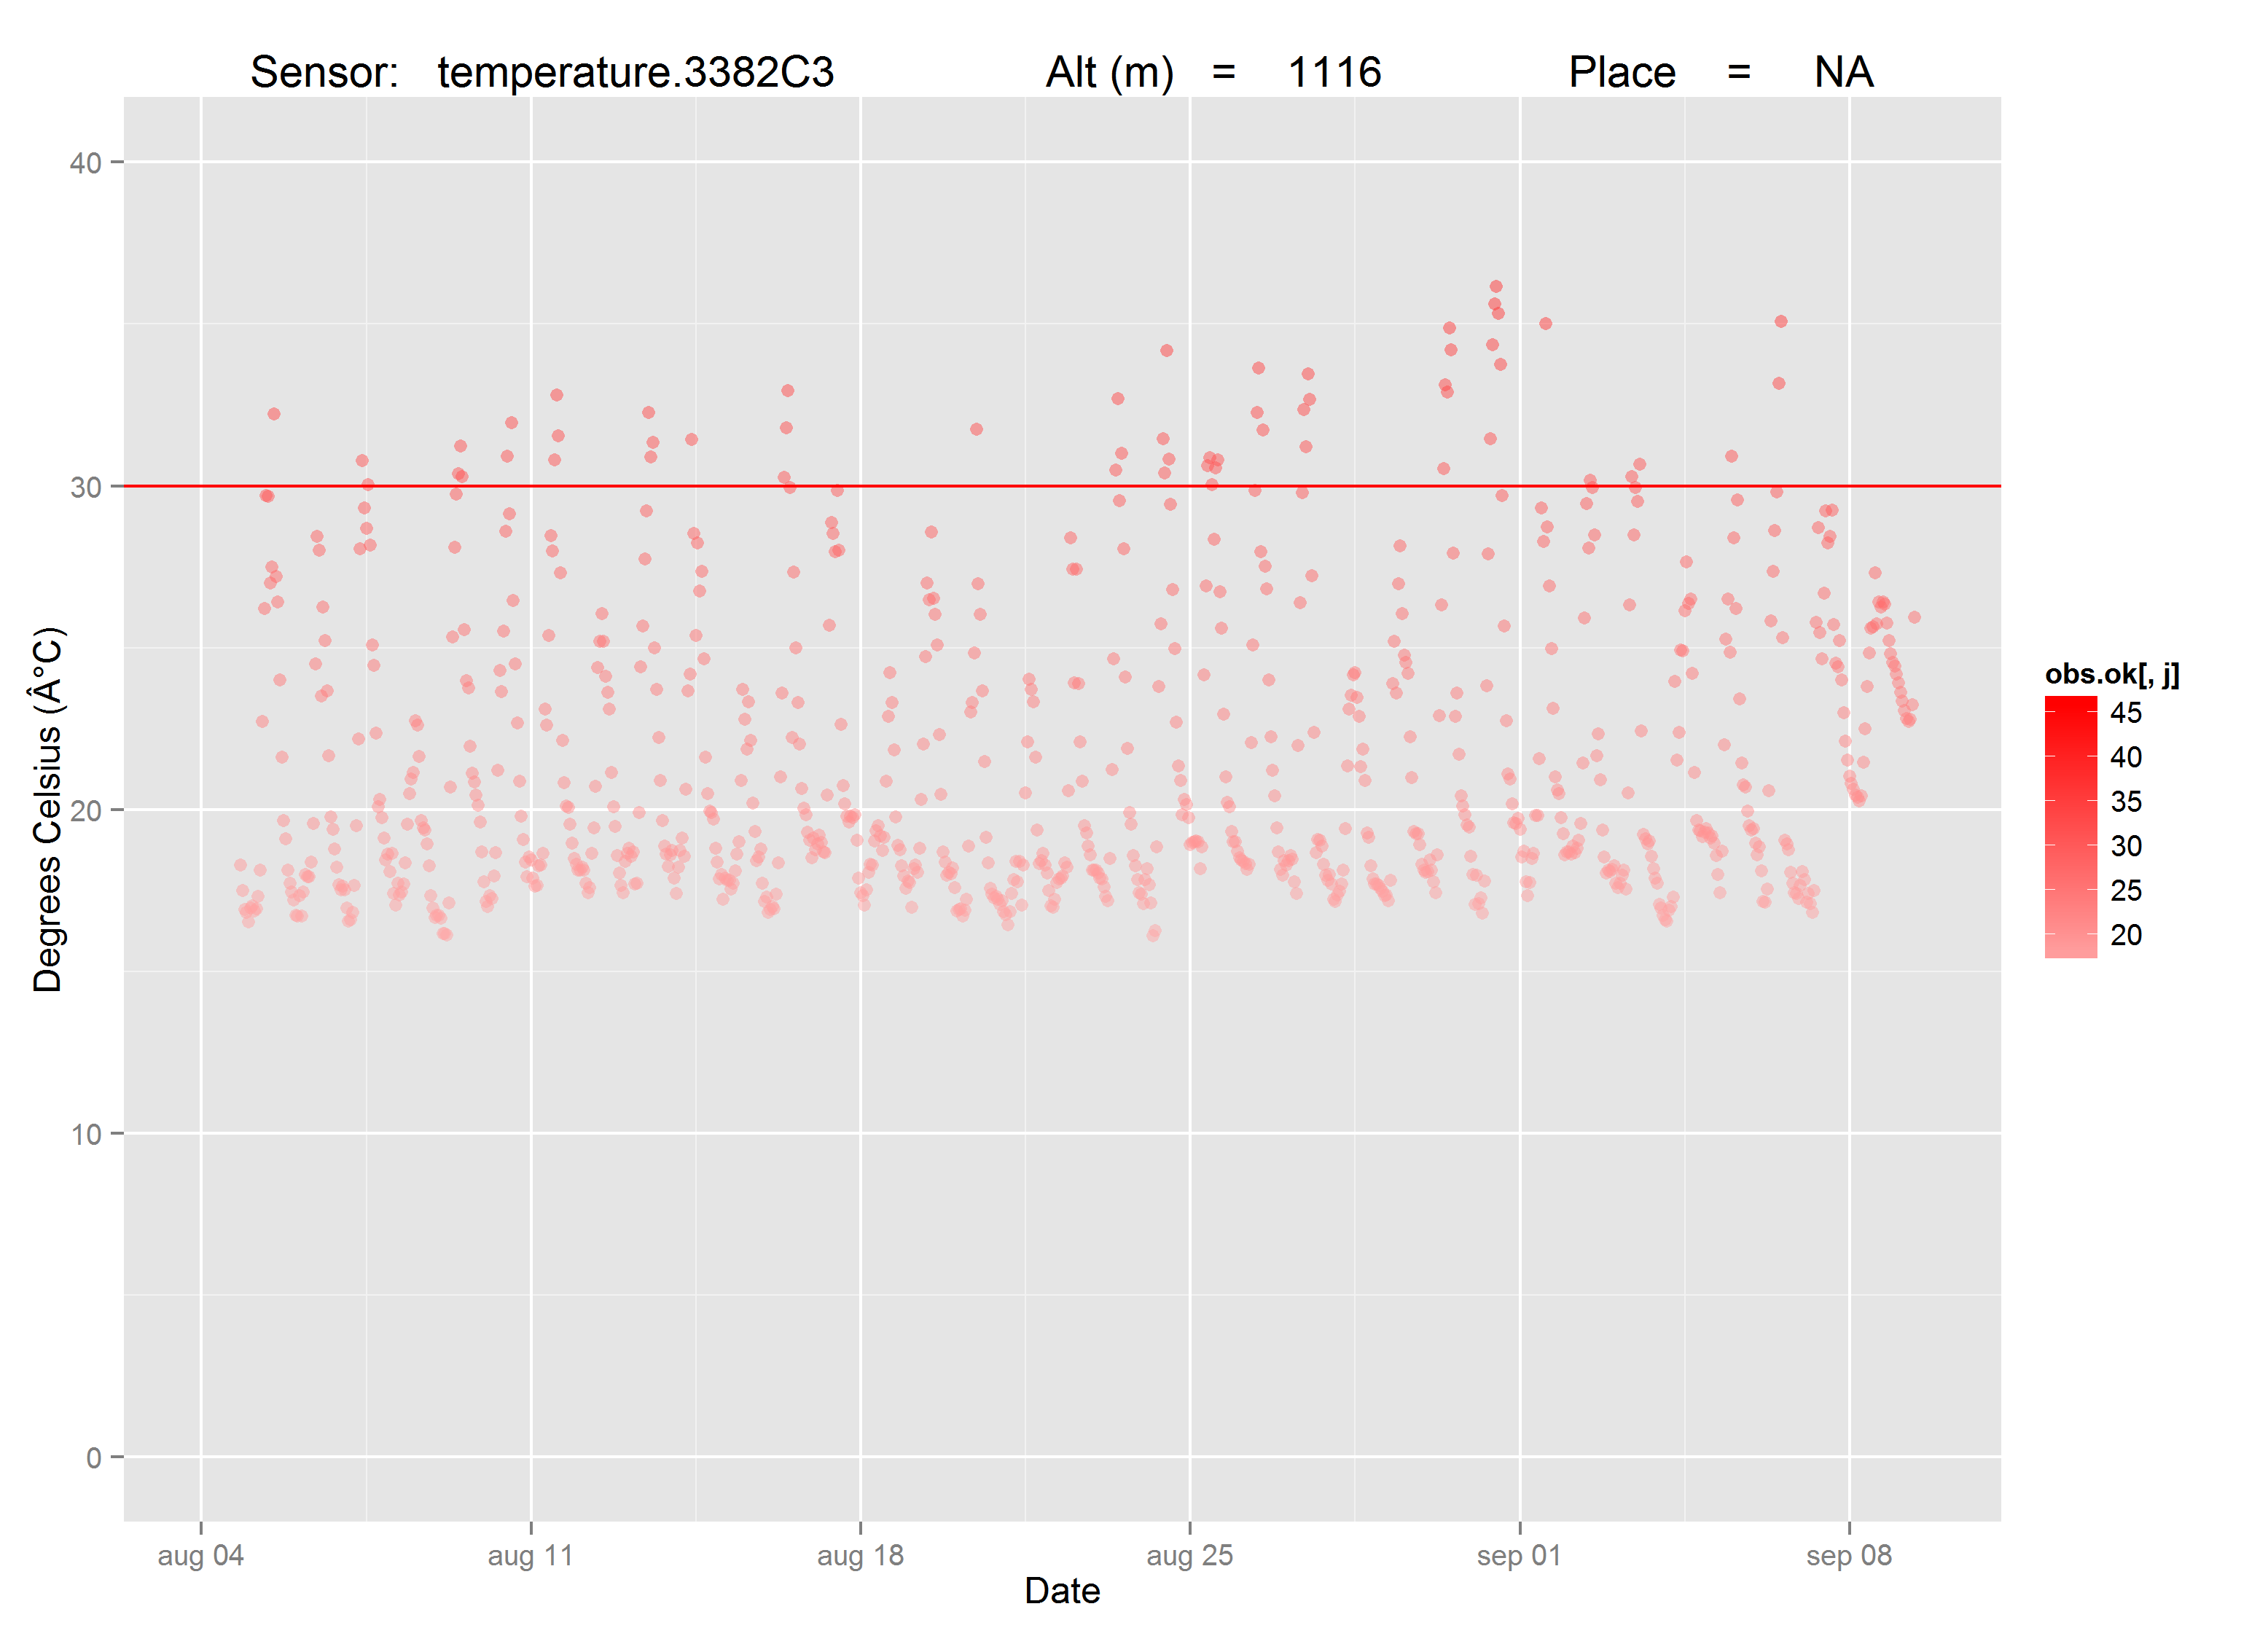 Sensor: temperature.3382C3 Alt (m) = 1116 Place = NA
40
30
20
10
0
Degrees Celsius (Â°C)
aug 04 aug 11 aug 18 aug 25 sep 01 sep 08
Date
obs.ok[, j]
45
40
35
30
25
20